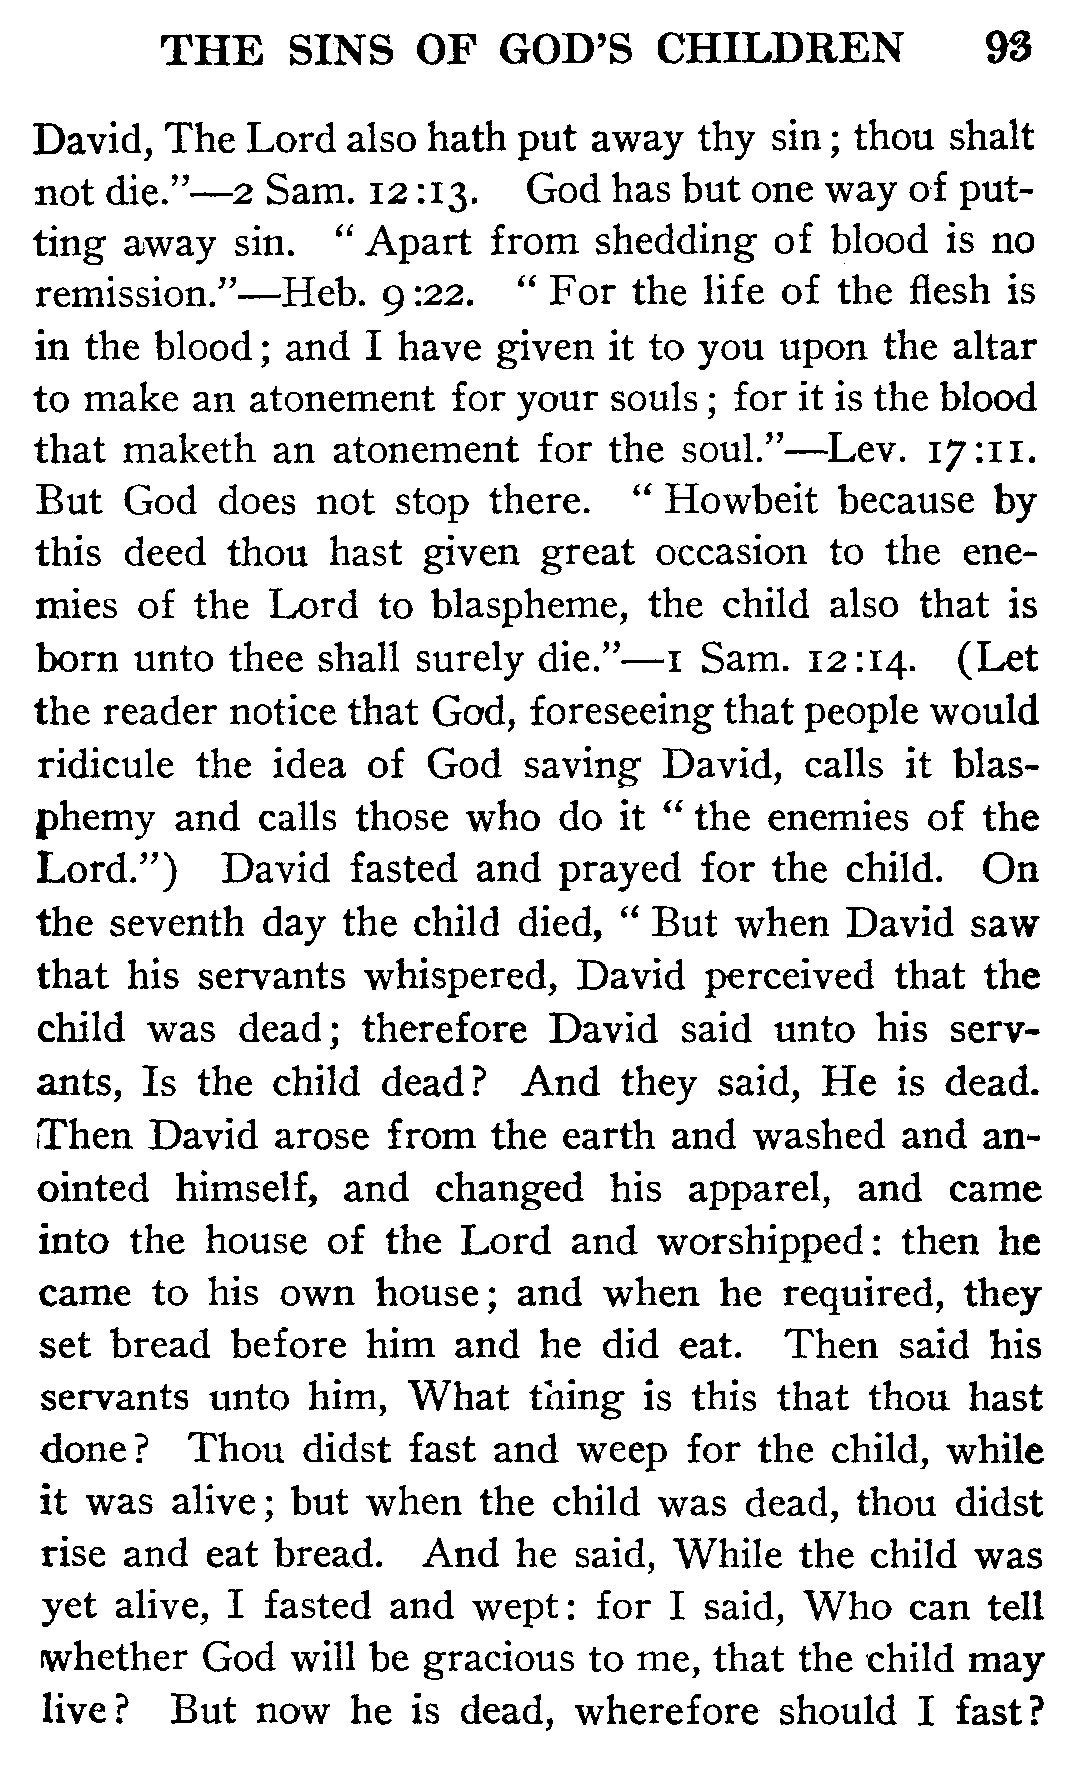 THE SINS OF GOD'S CHILDREN 93
David, The Lord also hath put away thy sin; thou shalt
not die."—2 Sam. 12:13. God has but one way of put-
ting away sin. "Apart from shedding of blood is no
remission."—Heb. 9:22. "For the life of the flesh is
in the blood; and I have given it to you upon the altar
to make an atonement for your souls; for it is the blood
that maketh an atonement for the soul."—Lev. 17:11.
But God does not stop there. "Howbeit because by
this deed thou hast given great occasion to the ene-
mies of the Lord to blaspheme, the child also that is
born unto thee shall surely die."—1 Sam. 12:14. (Let
the reader notice that God, foreseeing that people would
ridicule the idea of God saving David, calls it blas-
phemy and calls those who do it "the enemies of the
Lord.") David fasted and prayed for the child. On
the seventh day the child died, "But when David saw
that his servants whispered, David perceived that the
child was dead; therefore David said unto his serv-
ants, Is the child dead? And they said, He is dead.
Then David arose from the earth and washed and an-
ointed himself, and changed his apparel, and came
into the house of the Lord and worshipped: then he
came to his own house; and when he required, they
set bread before him and he did eat. Then said his
servants unto him, What thing is this that thou hast
done? Thou didst fast and weep for the child, while
it was alive; but when the child was dead, thou didst
rise and eat bread. And he said, While the child was
yet alive, I fasted and wept: for I said, Who can tell
whether God will be gracious to me, that the child may
live? But now he is dead, wherefore should I fast?